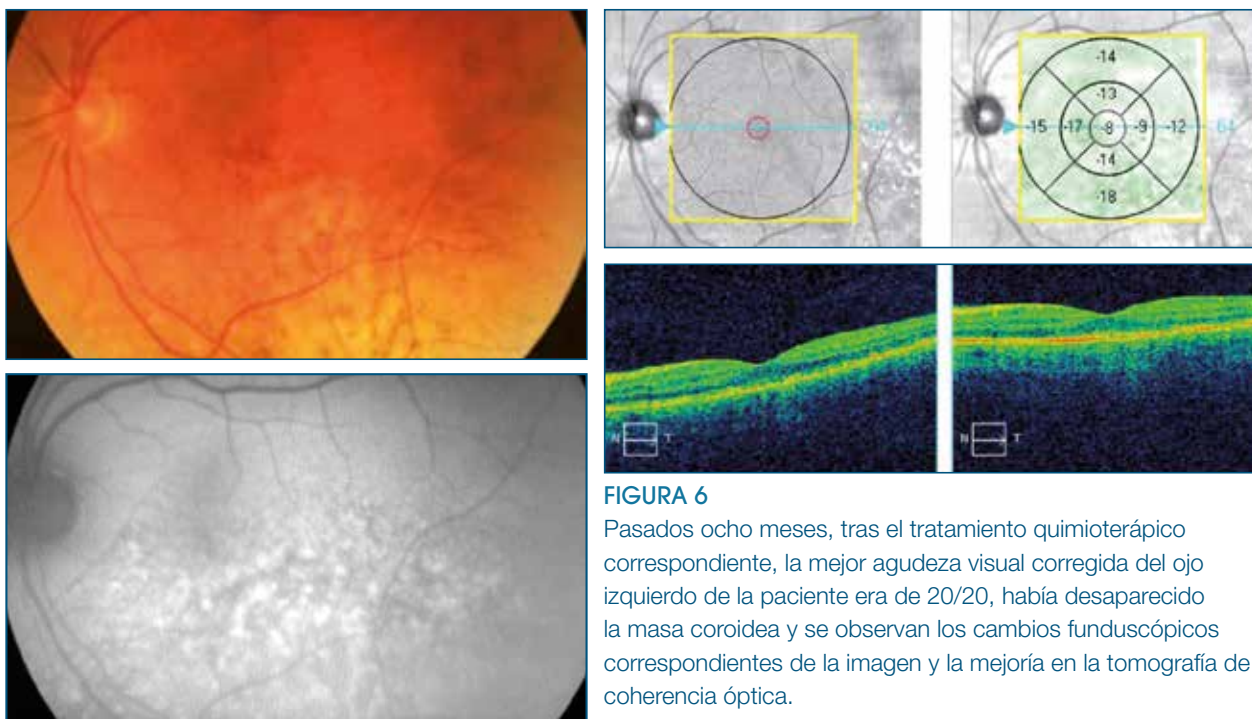 64
-14
-13
-15
-17
-8
-9
-12
64
-14
-18
N T
N T
FIGURA 6
Pasados ocho meses, tras el tratamiento quimioterápico
correspondiente, la mejor agudeza visual corregida del ojo
izquierdo de la paciente era de 20/20, había desaparecido
la masa coroidea y se observan los cambios funduscópicos
correspondientes de la imagen y la mejoría en la tomografía de
coherencia óptica.